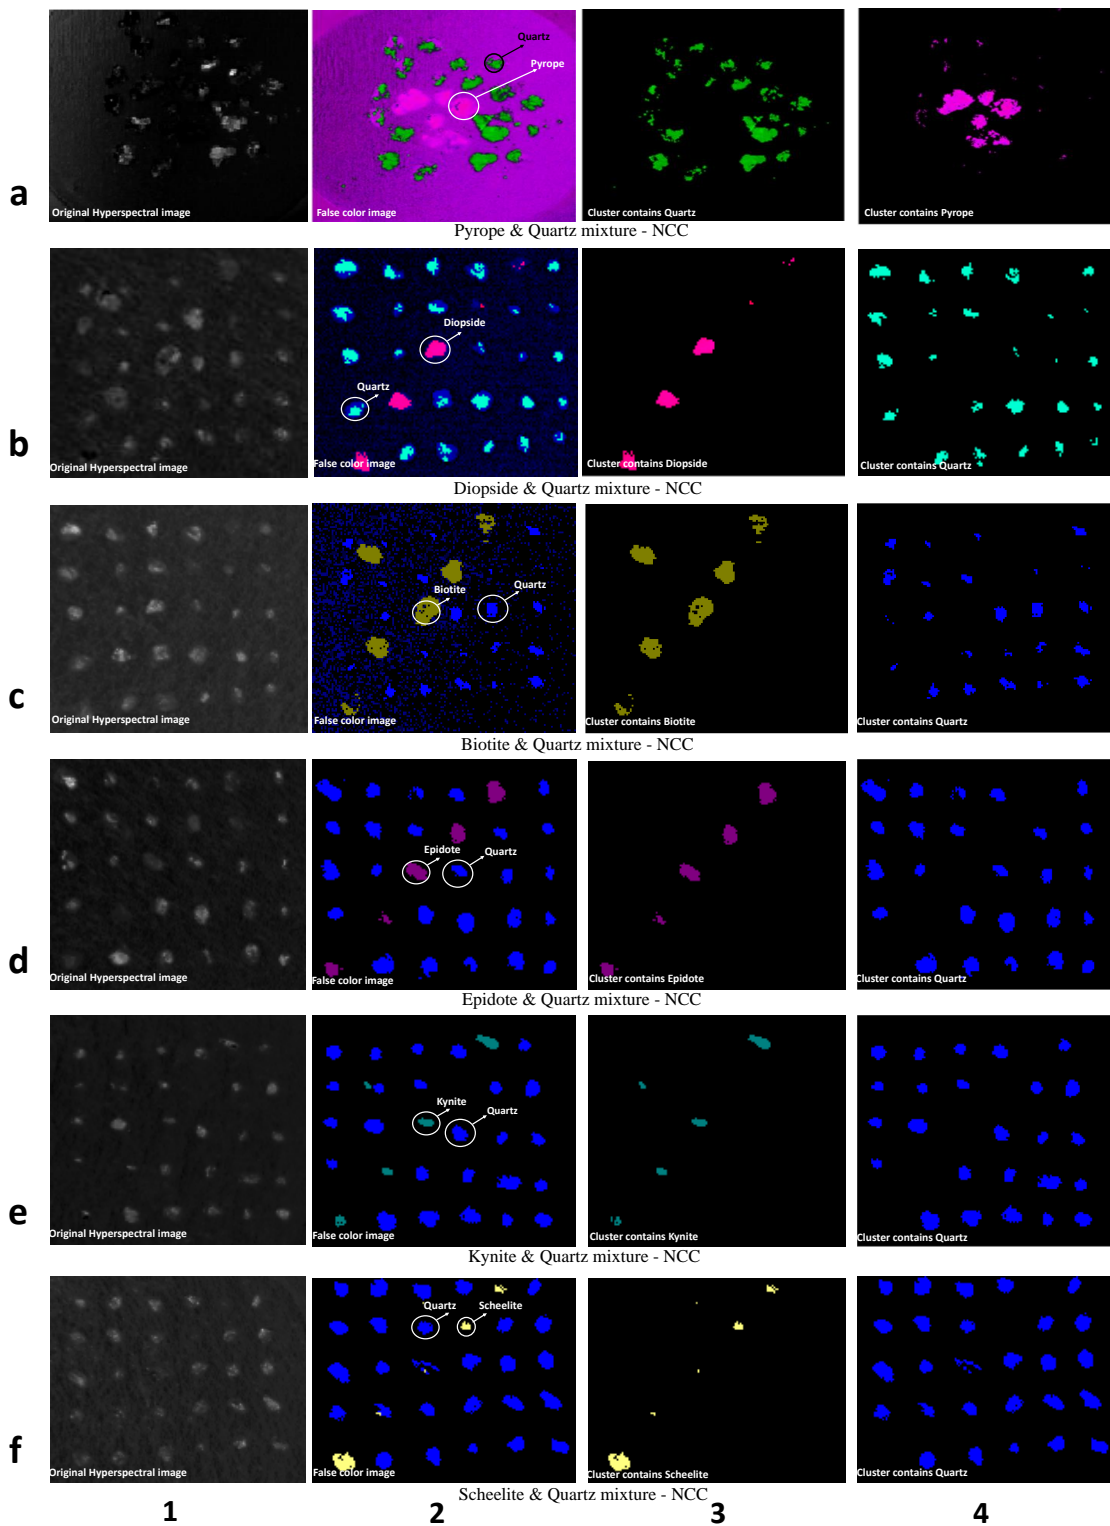 a
Original Hyperspectral image
Quartz
Pyrope
False color image
Cluster contains Quartz
Cluster contains Pyrope
Pyrope & Quartz mixture - NCC
b
Original Hyperspectral image
Diopside
Quartz
False color image
Cluster contains Diopside
Cluster contains Quartz
Diopside & Quartz mixture - NCC
c
Original Hyperspectral image
Biotite
Quartz
False color image
Cluster contains Biotite
Cluster contains Quartz
Biotite & Quartz mixture - NCC
d
Original Hyperspectral image
Epidote
Quartz
False color image
Cluster contains Epidote
Cluster contains Quartz
Epidote & Quartz mixture - NCC
e
Original Hyperspectral image
Kynite
Quartz
False color image
Cluster contains Kynite
Cluster contains Quartz
Kynite & Quartz mixture - NCC
f
Original Hyperspectral image
Quartz
Scheelite
False color image
Cluster contains Scheelite
Cluster contains Quartz
Scheelite & Quartz mixture - NCC
1
2
3
4